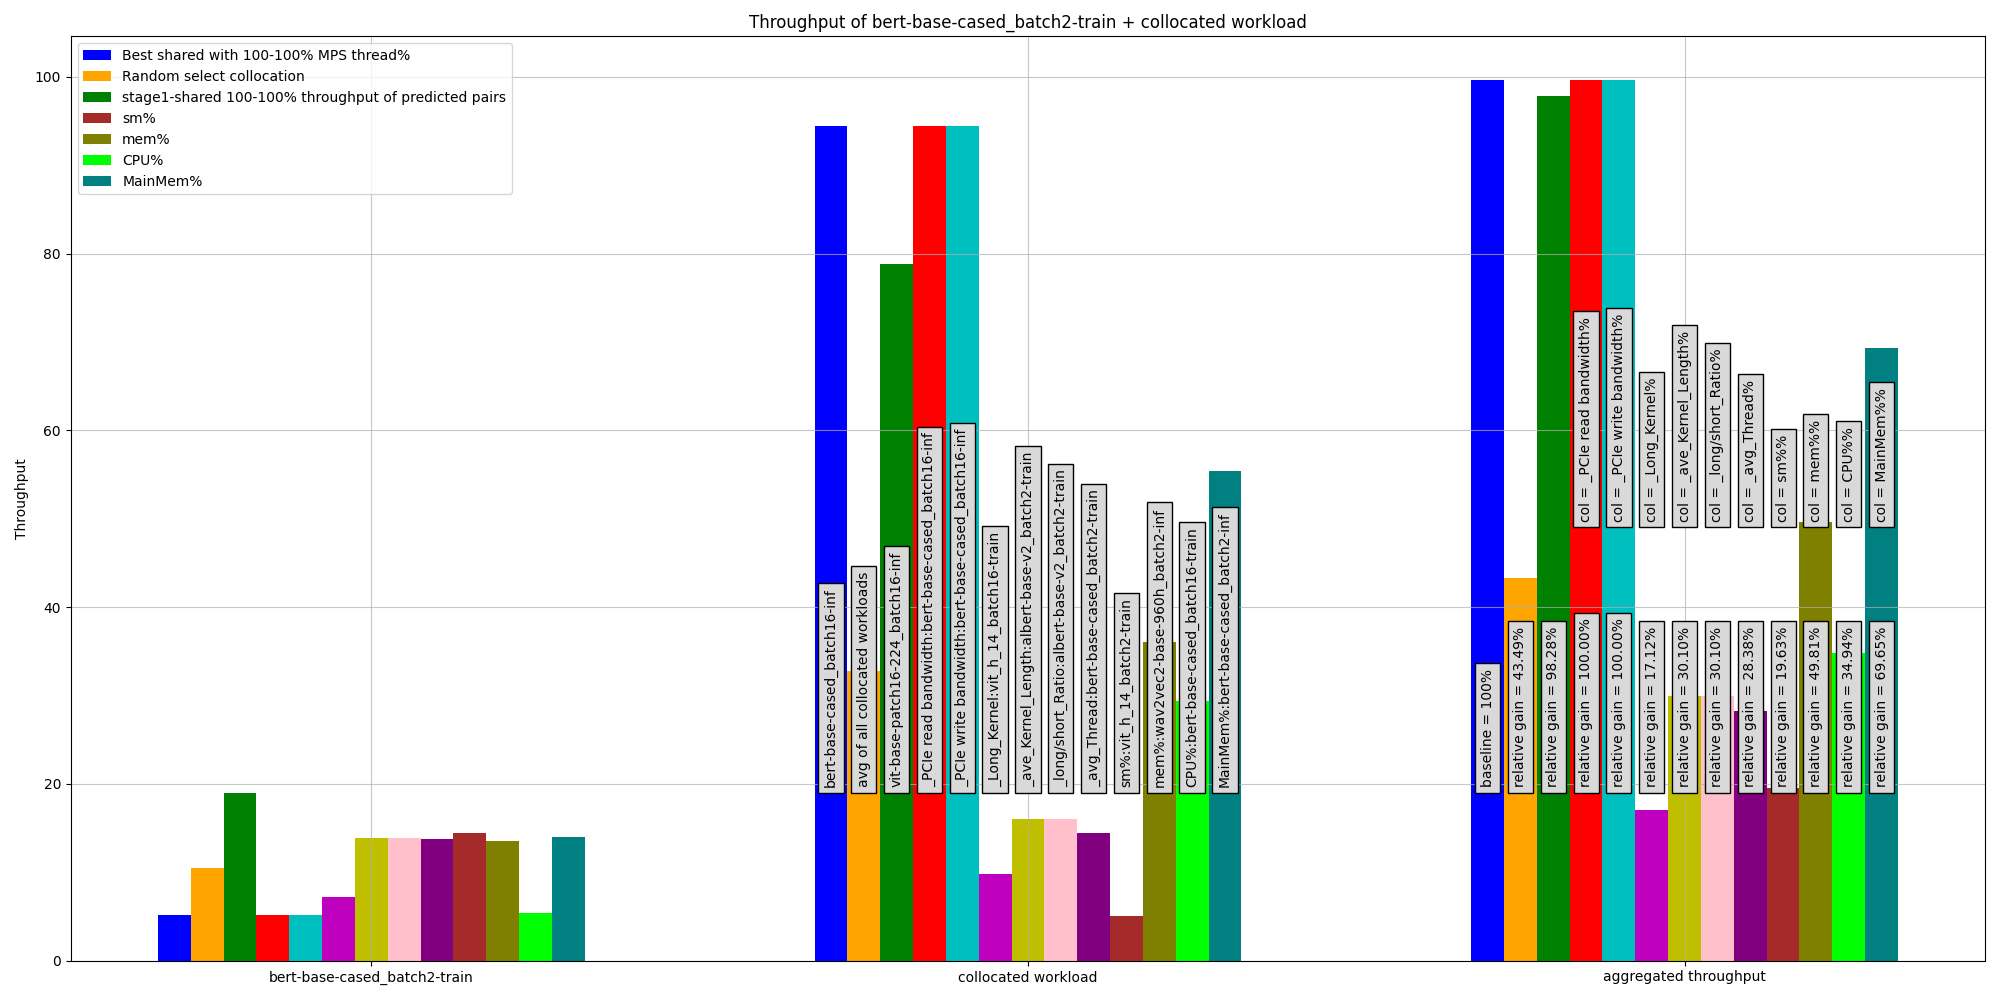 Throughput of bert-base-cased_batch2-train + collocated workload
Best shared with 100-100% MPS thread%
Random select collocation
stage1-shared 100-100% throughput of predicted pairs
sm%
mem%
CPU%
MainMem%
Throughput
100
80
60
40
20
0
bert-base-cased_batch16-inf
avg of all collocated workloads
vit-base-patch16-224_batch16-inf
_PCIe read bandwidth:bert-base-cased_batch16-inf
_PCIe write bandwidth:bert-base-cased_batch16-inf
_Long_Kernel:vit_h_14_batch16-train
_ave_Kernel_Length:albert-base-v2_batch2-train
_long/short_Ratio:albert-base-v2_batch2-train
_avg_Thread:bert-base-cased_batch2-train
sm%:vit_h_14_batch2-train
mem%:wav2vec2-base-960h_batch2-inf
CPU%:bert-base-cased_batch16-train
MainMem%:bert-base-cased_batch2-inf
col = _PCIe read bandwidth%
col = _PCIe write bandwidth%
col = _Long_Kernel%
col = _ave_Kernel_Length%
col = _long/short_Ratio%
col = _avg_Thread%
col = sm%%
col = mem%%
col = CPU%%
col = MainMem%%
baseline = 100%
relative gain = 43.49%
relative gain = 98.28%
relative gain = 100.00%
relative gain = 100.00%
relative gain = 17.12%
relative gain = 30.10%
relative gain = 30.10%
relative gain = 28.38%
relative gain = 19.63%
relative gain = 49.81%
relative gain = 34.94%
relative gain = 69.65%
bert-base-cased_batch2-train
collocated workload
aggregated throughput